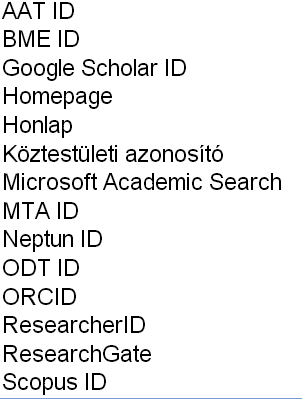 AAT ID
BME ID
Google Scholar ID
Homepage
Honlap
Köztestületi azonosító
Microsoft Academic Search
MTA ID
Neptun ID
ODT ID
ORCID
ResearcherID
ResearchGate
Scopus ID